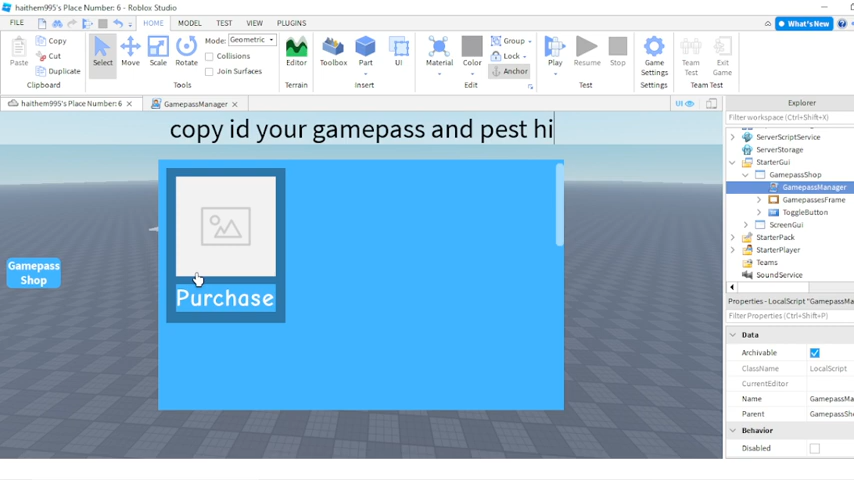 haithem995's Place Number: 6 - Roblox Studio
FILE HOME MODEL TEST VIEW PLUGINS What's New
Paste Copy Cut Duplicate Clipboard
Select Move Scale Rotate Mode: Geometric Collisions Join Surfaces Tools
Editor Terrain
Toolbox Part UI Insert
Material Color Group Lock Anchor Edit
Play Resume Stop Test
Game Settings Settings
Team Test Exit Game Team Test
haithem995's Place Number: 6 × GamepassManager × UI
copy id your gamepass and pest hi
Gamepass
Shop
Purchase
Explorer
Filter workspace (Ctrl+Shift+X)
ServerScriptService
ServerStorage
StarterGui
GamepassShop
GamepassManager
GamepassesFrame
ToggleButton
ScreenGui
StarterPack
StarterPlayer
Teams
SoundService
Properties - LocalScript "GamepassM
Filter Properties (Ctrl+Shift+P)
Data
Archivable
ClassName LocalScript
CurrentEditor
Name GamepassMa
Parent GamepassSho
Behavior
Disabled